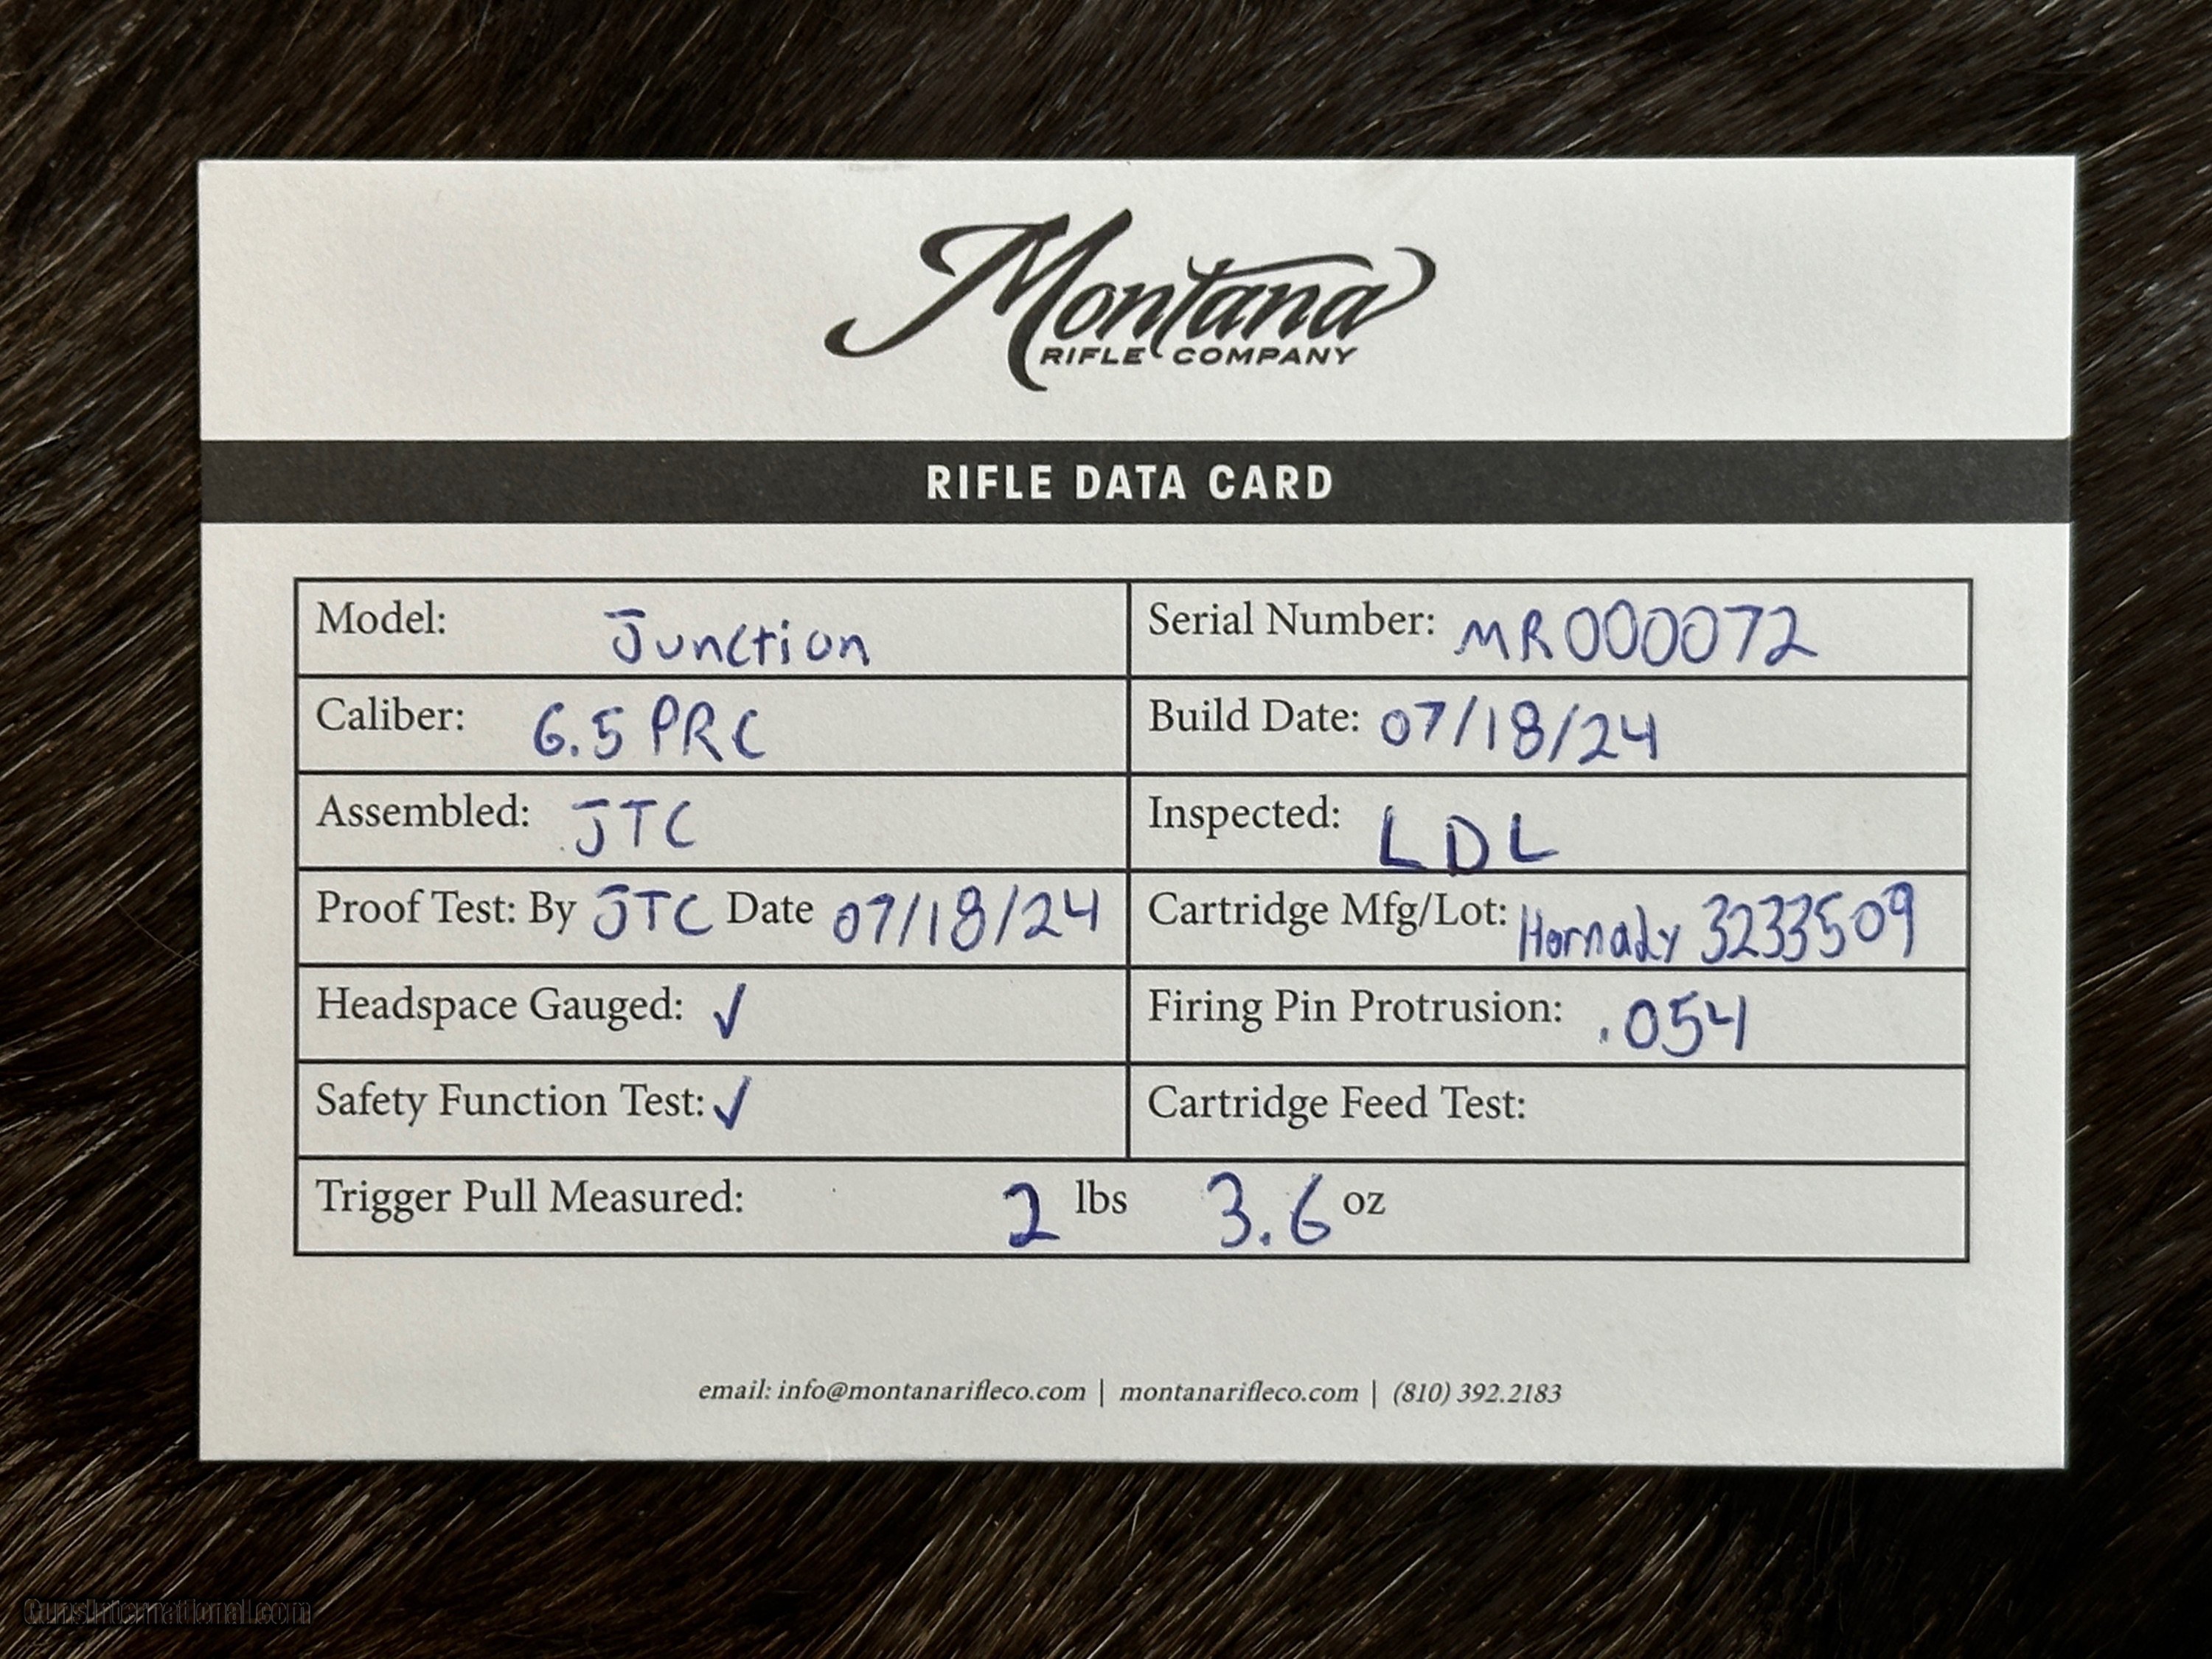 Montana
RIFLE COMPANY
RIFLE DATA CARD
Model: Junction
Serial Number: MR000072
Caliber: 6.5 PRC
Build Date: 07/18/24
Assembled: JTC
Inspected: LDL
Proof Test: By JTC Date 07/18/24
Cartridge Mfg/Lot: Hornady 3233509
Headspace Gauged: ✓
Firing Pin Protrusion: .054
Safety Function Test: ✓
Cartridge Feed Test:
Trigger Pull Measured: 2 lbs 3.6 oz
email: info@montanarifleco.com | montanarifleco.com | (810) 392.2183
GunsInternational.com